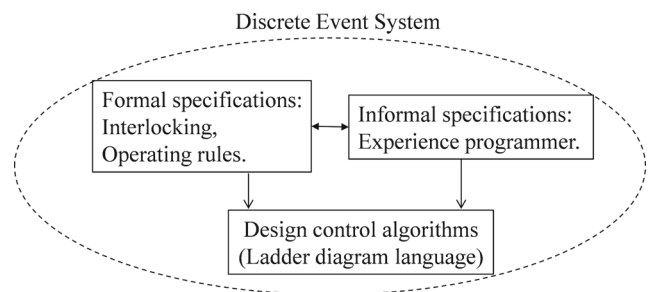 Discrete Event System
Formal specifications:
Interlocking,
Operating rules.
Informal specifications:
Experience programmer.
Design control algorithms
(Ladder diagram language)